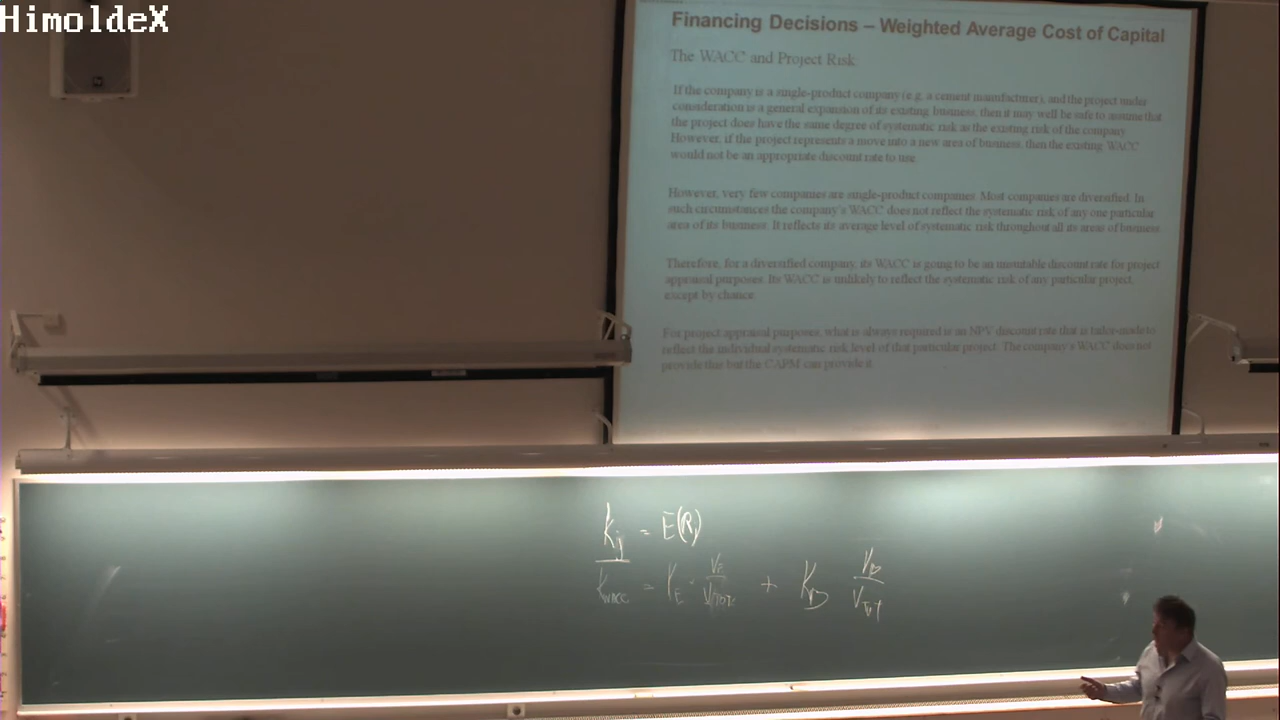 HimoldeX
Financing Decisions – Weighted Average Cost of Capital
The WACC and Project Risk
If the company is a single-product company (e.g. a cement manufacturer), and the project under
consideration is a general expansion of its existing business, then it may well be safe to assume that
the project does have the same degree of systematic risk as the existing risk of the company
However, if the project represents a move into a new area of business, then the existing WACC
would not be an appropriate discount rate to use.
However, very few companies are single-product companies. Most companies are diversified. In
such circumstances the company's WACC does not reflect the systematic risk of any one particular
area of its business. It reflects its average level of systematic risk throughout all its areas of business
Therefore, for a diversified company, its WACC is going to be an unsuitable discount rate for project
appraisal purposes. Its WACC is unlikely to reflect the systematic risk of any particular project,
except by chance
For project appraisal purposes, what is always required is an NPV discount rate that is tailor-made to
reflect the individual systematic risk level of that particular project. The company's WACC does not
provide this but the CAPM can provide it.
Kj = E(Rj)
KWACC = KE · VE/VTOT + KD VD/VTOT